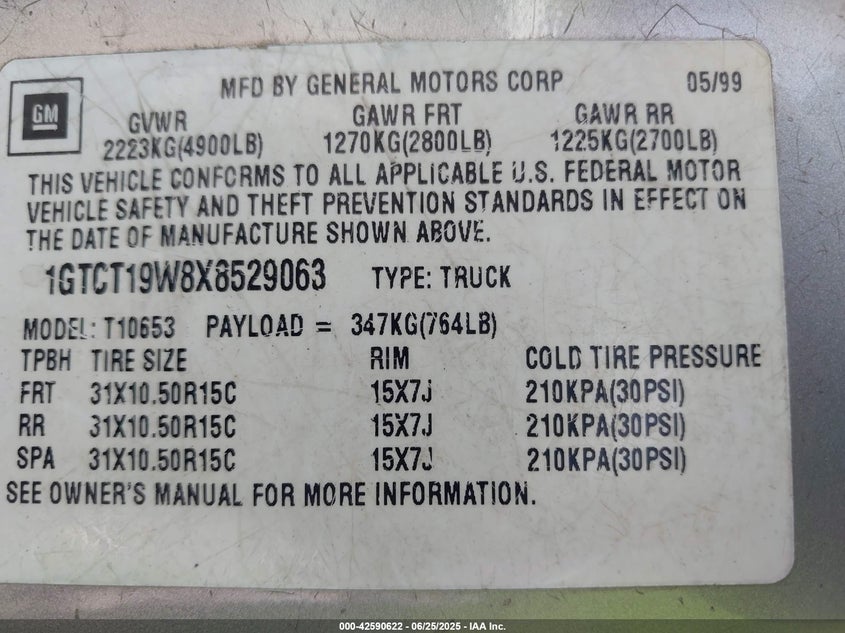 MFD BY GENERAL MOTORS CORP 05/99
GM
GVWR GAWR FRT GAWR RR
2223KG(4900LB) 1270KG(2800LB) 1225KG(2700LB)
THIS VEHICLE CONFORMS TO ALL APPLICABLE U.S. FEDERAL MOTOR
VEHICLE SAFETY AND THEFT PREVENTION STANDARDS IN EFFECT ON
THE DATE OF MANUFACTURE SHOWN ABOVE.
1GTCT19W8X8529063 TYPE: TRUCK
MODEL: T10653 PAYLOAD = 347KG(764LB)
TPBH TIRE SIZE RIM COLD TIRE PRESSURE
FRT 31X10.50R15C 15X7J 210KPA(30PSI)
RR 31X10.50R15C 15X7J 210KPA(30PSI)
SPA 31X10.50R15C 15X7J 210KPA(30PSI)
SEE OWNER'S MANUAL FOR MORE INFORMATION.
000-42590622 - 06/25/2025 - IAA Inc.